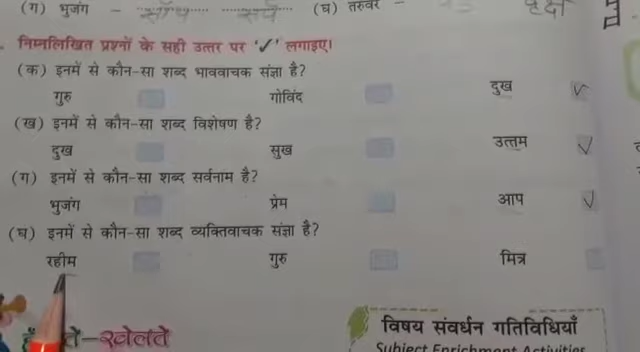 (ग) भुजंग – साँप सर्प (घ) तरुवर – वृक्ष
निम्नलिखित प्रश्नों के सही उत्तर पर '✓' लगाइए।
(क) इनमें से कौन-सा शब्द भाववाचक संज्ञा है?
गुरु गोविंद दुख ✓
(ख) इनमें से कौन-सा शब्द विशेषण है?
दुख सुख उत्तम ✓
(ग) इनमें से कौन-सा शब्द सर्वनाम है?
भुजंग प्रेम आप ✓
(घ) इनमें से कौन-सा शब्द व्यक्तिवाचक संज्ञा है?
रहीम गुरु मित्र
–खेलते
विषय संवर्धन गतिविधियाँ
Subject Enrichment Activities